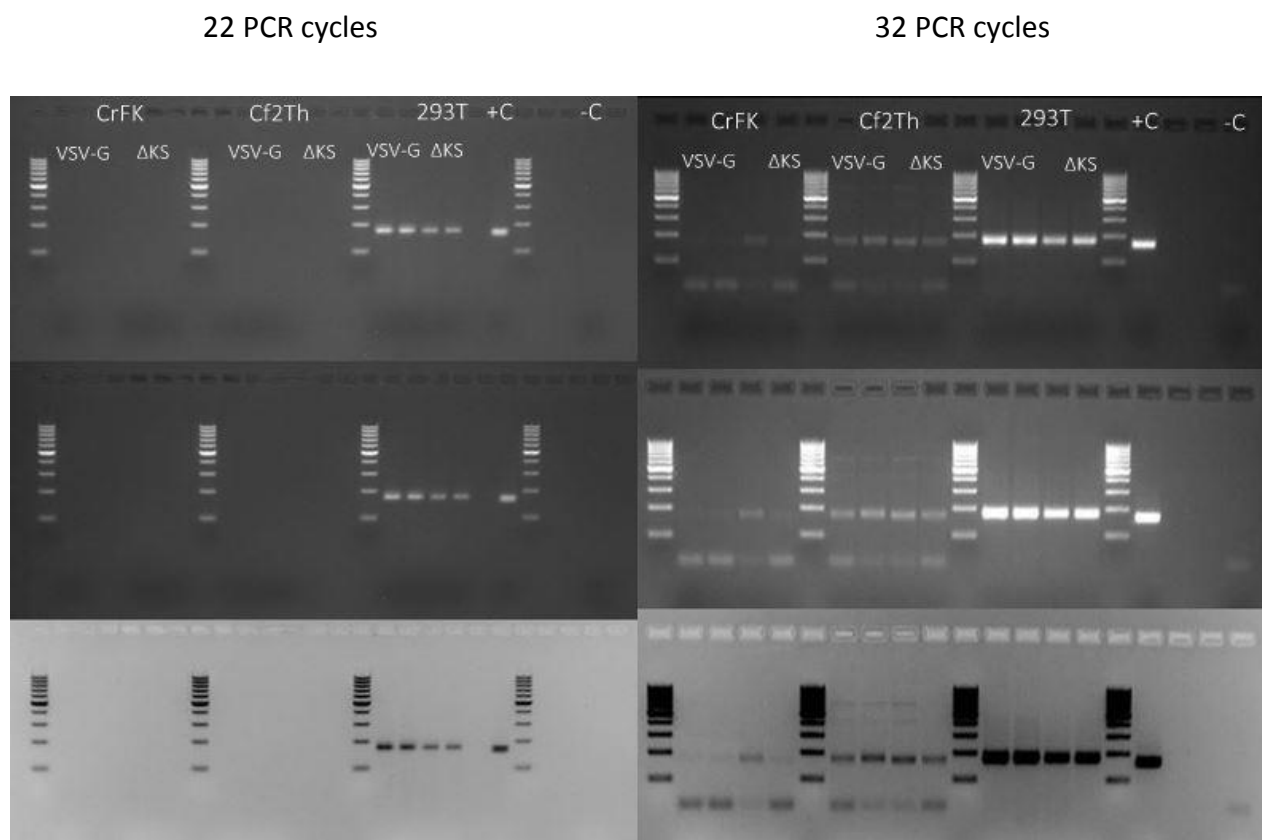 22 PCR cycles
32 PCR cycles
CrFK Cf2Th 293T +C -C
VSV-G ΔKS VSV-G ΔKS VSV-G ΔKS
CrFK Cf2Th 293T +C -C
VSV-G ΔKS VSV-G ΔKS VSV-G ΔKS